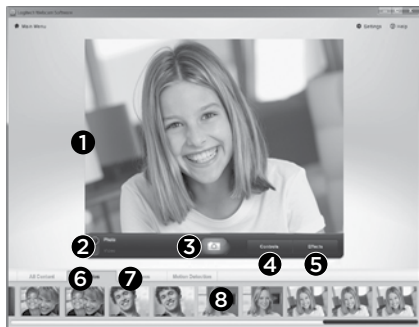 Logitech Webcam Software
Main Menu
Settings
Help
1
Photo
2
3
Controls
Effects
4
5
All Content
Motion Detection
6
7
8